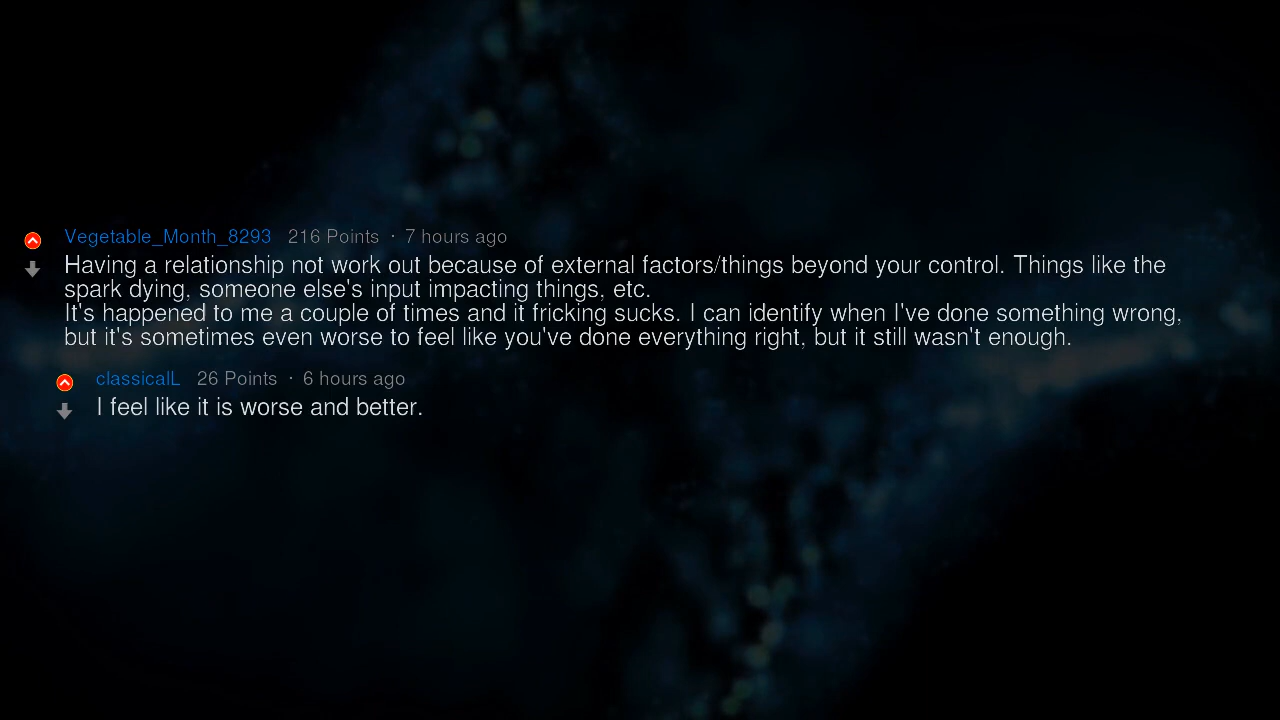 Vegetable_Month_8293 216 Points · 7 hours ago
Having a relationship not work out because of external factors/things beyond your control. Things like the
spark dying, someone else's input impacting things, etc.
It's happened to me a couple of times and it fricking sucks. I can identify when I've done something wrong,
but it's sometimes even worse to feel like you've done everything right, but it still wasn't enough.
classicalL 26 Points · 6 hours ago
I feel like it is worse and better.